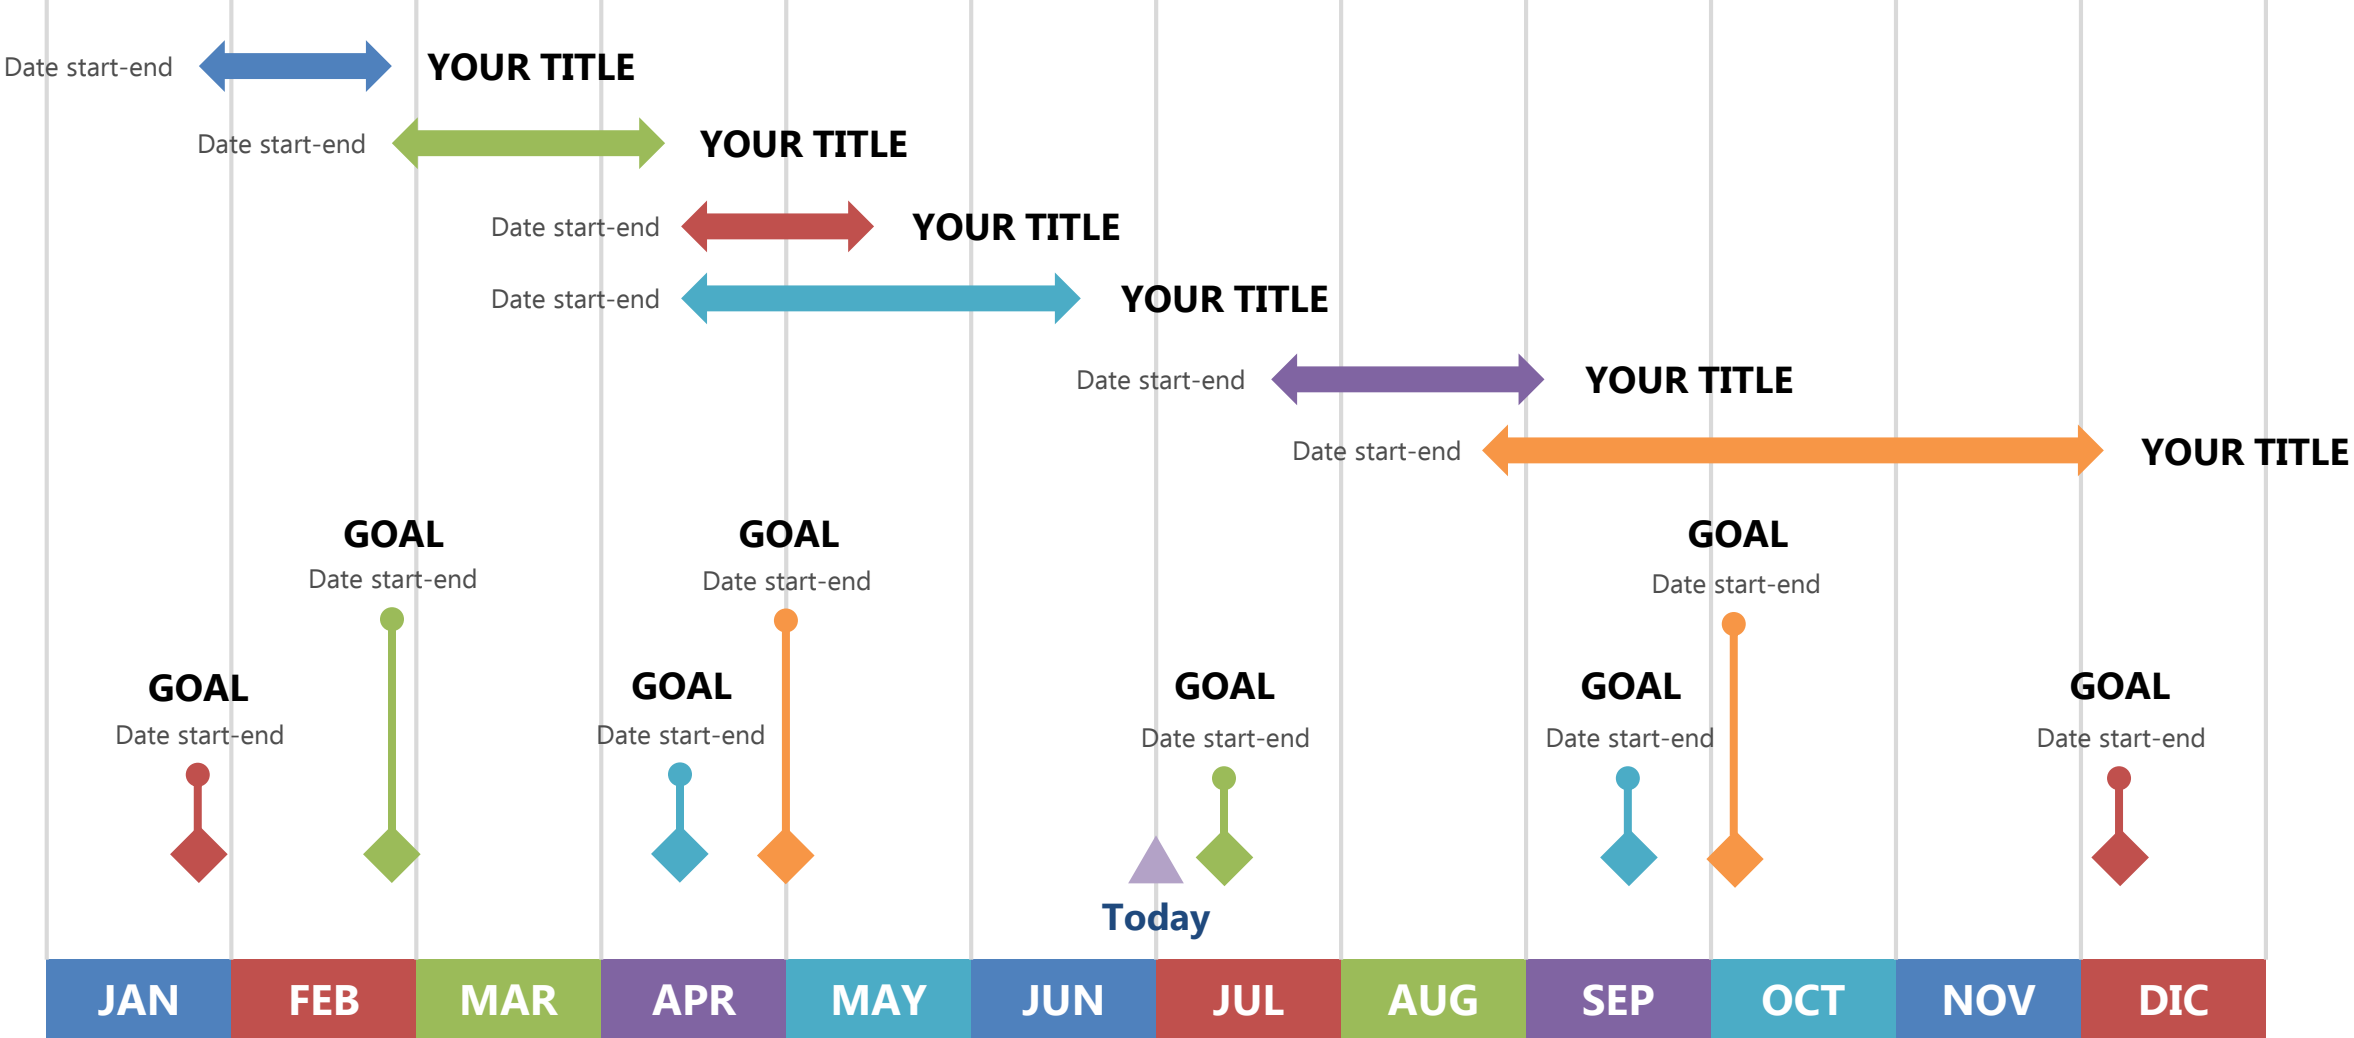 Date start-end YOUR TITLE
Date start-end YOUR TITLE
Date start-end YOUR TITLE
Date start-end YOUR TITLE
Date start-end YOUR TITLE
Date start-end YOUR TITLE
GOAL GOAL GOAL
Date start-end Date start-end Date start-end
GOAL GOAL GOAL GOAL GOAL
Date start-end Date start-end Date start-end Date start-end Date start-end
Today
JAN FEB MAR APR MAY JUN JUL AUG SEP OCT NOV DIC